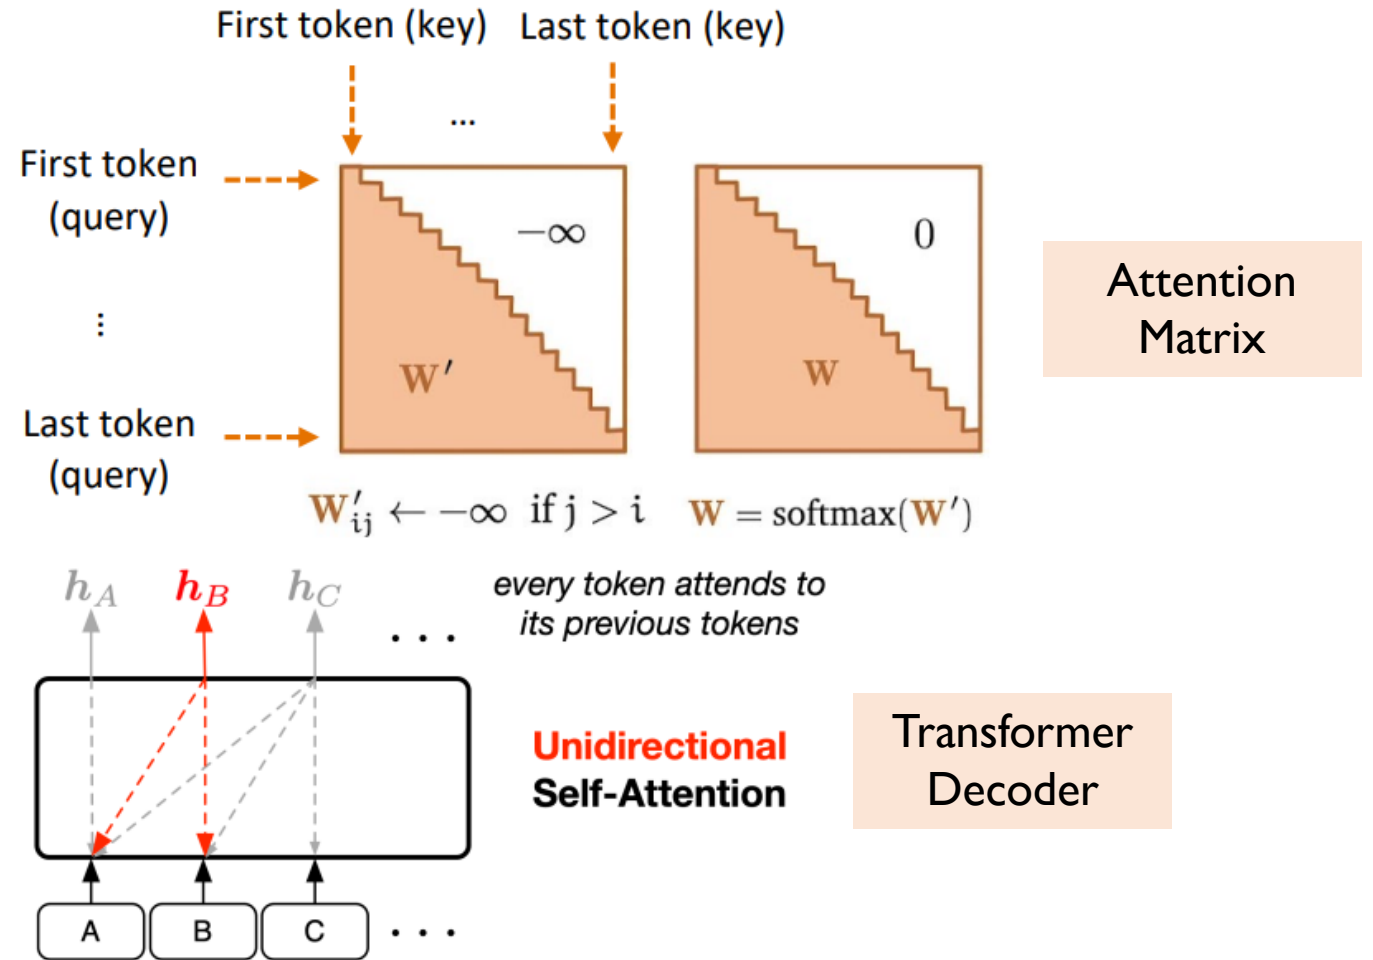 First token (key) Last token (key)
...
First token
(query)
−∞
0
Attention
Matrix
⋮
W′
W
Last token
(query)
W′ij ← −∞ if j > i
W = softmax(W′)
hA hB hC
every token attends to
its previous tokens
. . .
Unidirectional
Self-Attention
Transformer
Decoder
A B C . . .